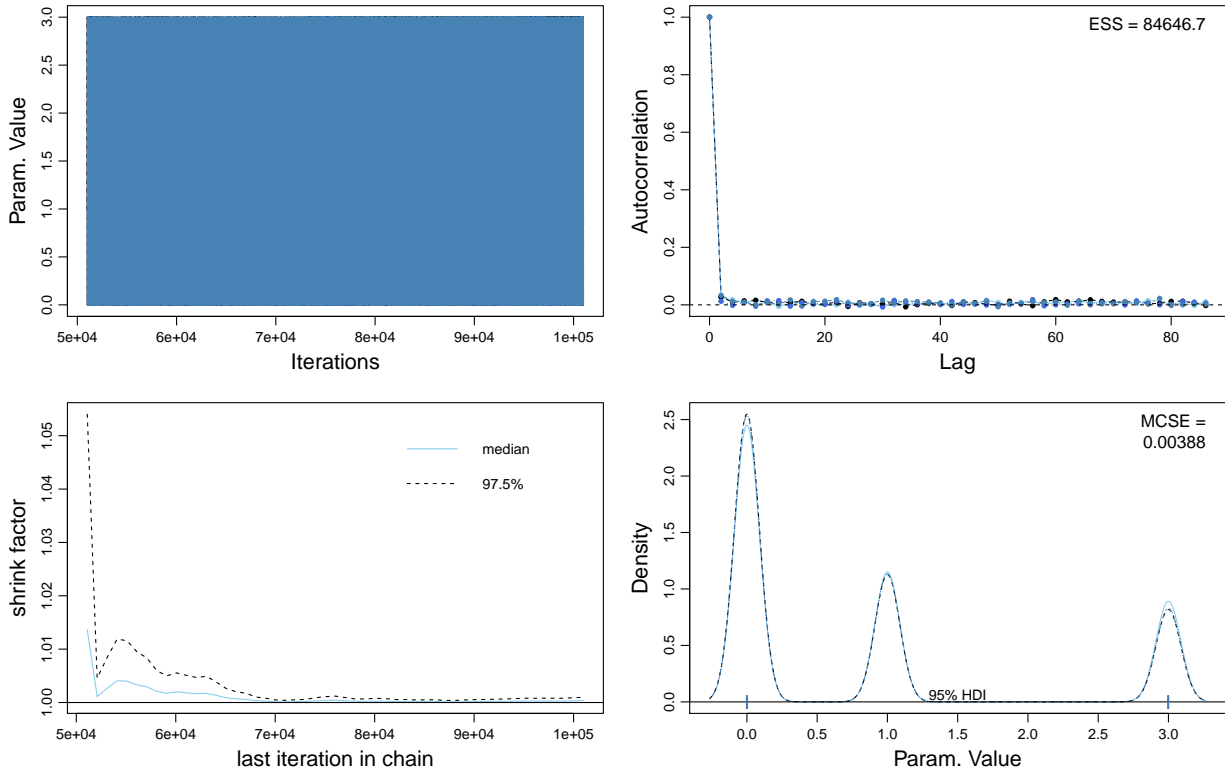 Param. Value
3.0
2.5
2.0
1.5
1.0
0.5
0.0
5e+04 6e+04 7e+04 8e+04 9e+04 1e+05
Iterations
ESS = 84646.7
Autocorrelation
1.0
0.8
0.6
0.4
0.2
0.0
0 20 40 60 80
Lag
shrink factor
1.05
1.04
1.03
1.02
1.01
1.00
median
97.5%
5e+04 6e+04 7e+04 8e+04 9e+04 1e+05
last iteration in chain
MCSE =
0.00388
Density
2.5
2.0
1.5
1.0
0.5
0.0
95% HDI
0.0 0.5 1.0 1.5 2.0 2.5 3.0
Param. Value